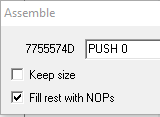 Assemble
7755574D PUSH 0
Keep size
Fill rest with NOPs